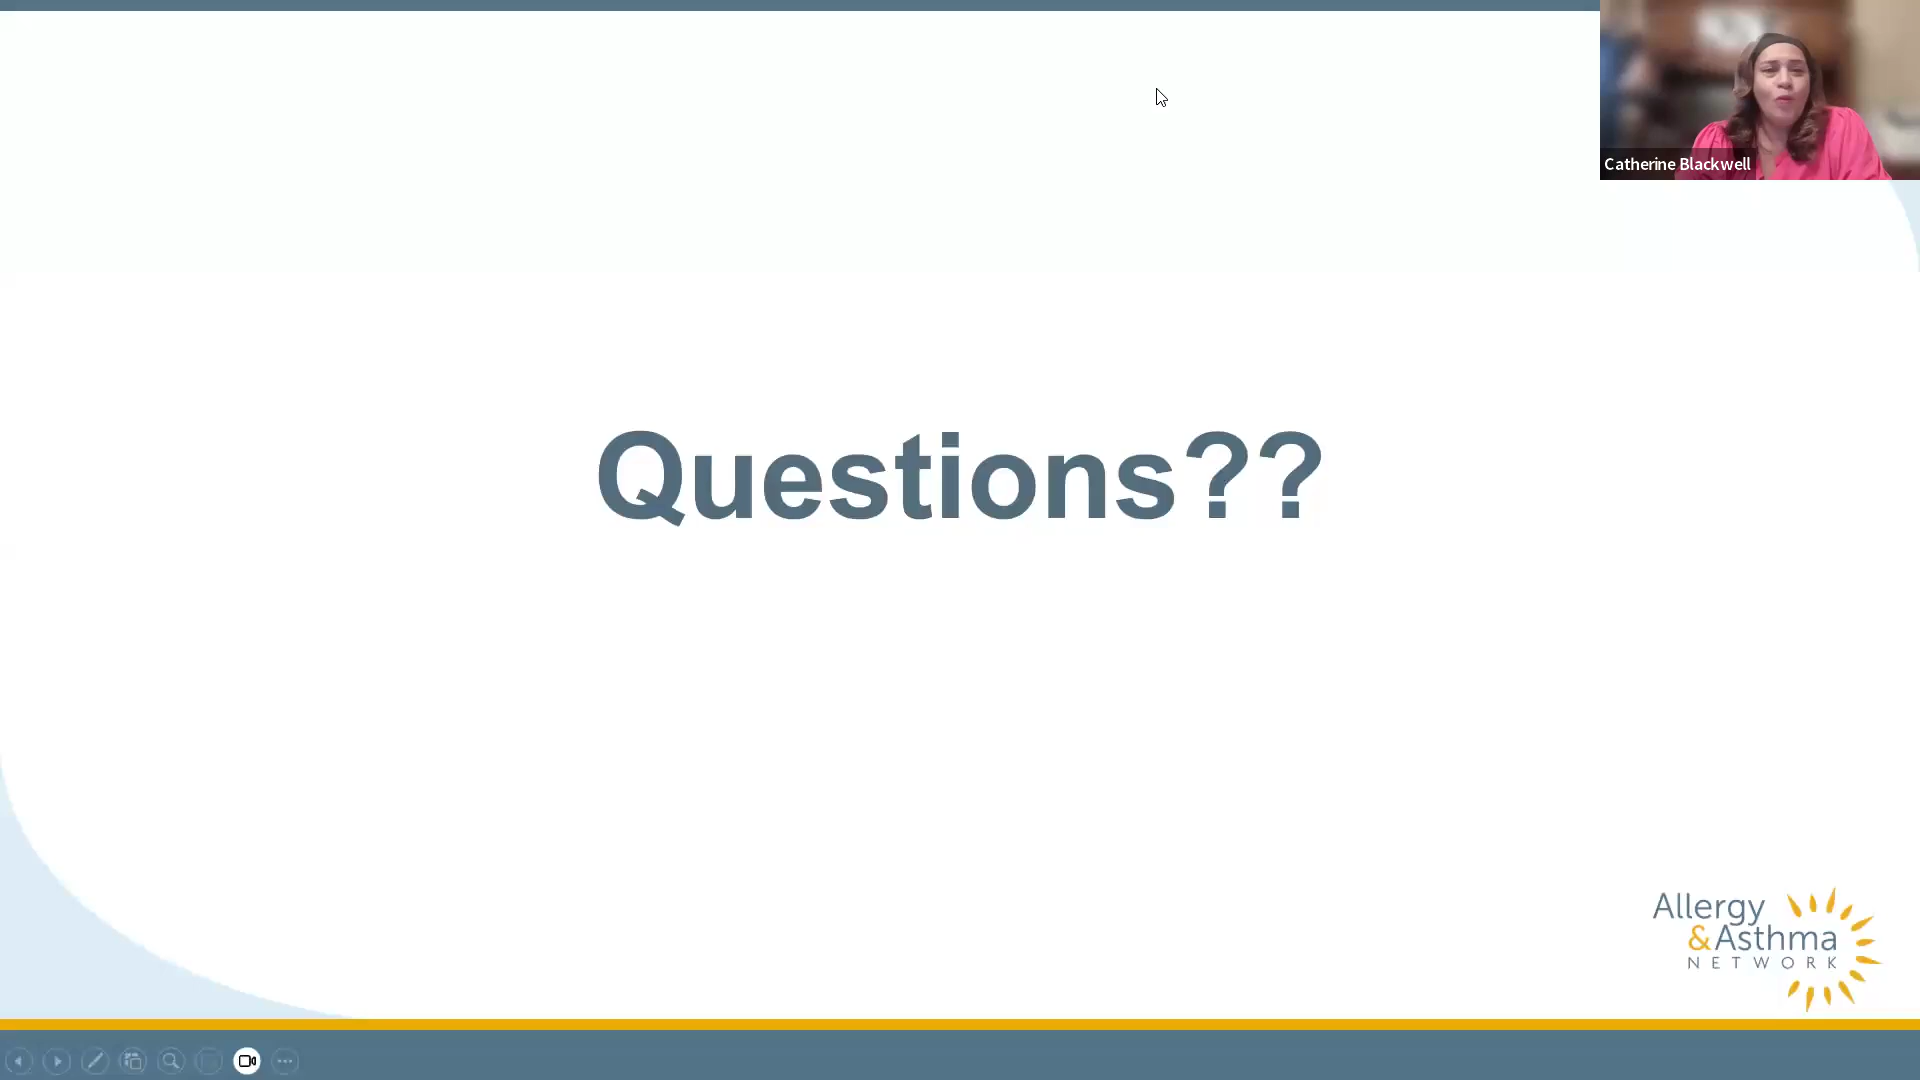 Catherine Blackwell
Questions??
Allergy
&Asthma
NETWORK